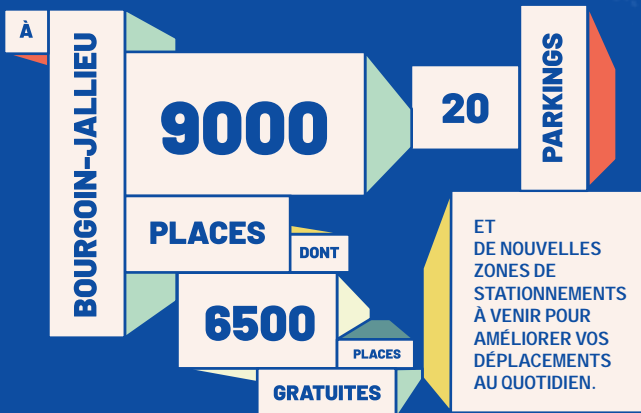 À
BOURGOIN-JALLIEU
9000
PLACES
DONT
6500
PLACES
GRATUITES
20
PARKINGS
ET
DE NOUVELLES
ZONES DE
STATIONNEMENTS
À VENIR POUR
AMÉLIORER VOS
DÉPLACEMENTS
AU QUOTIDIEN.